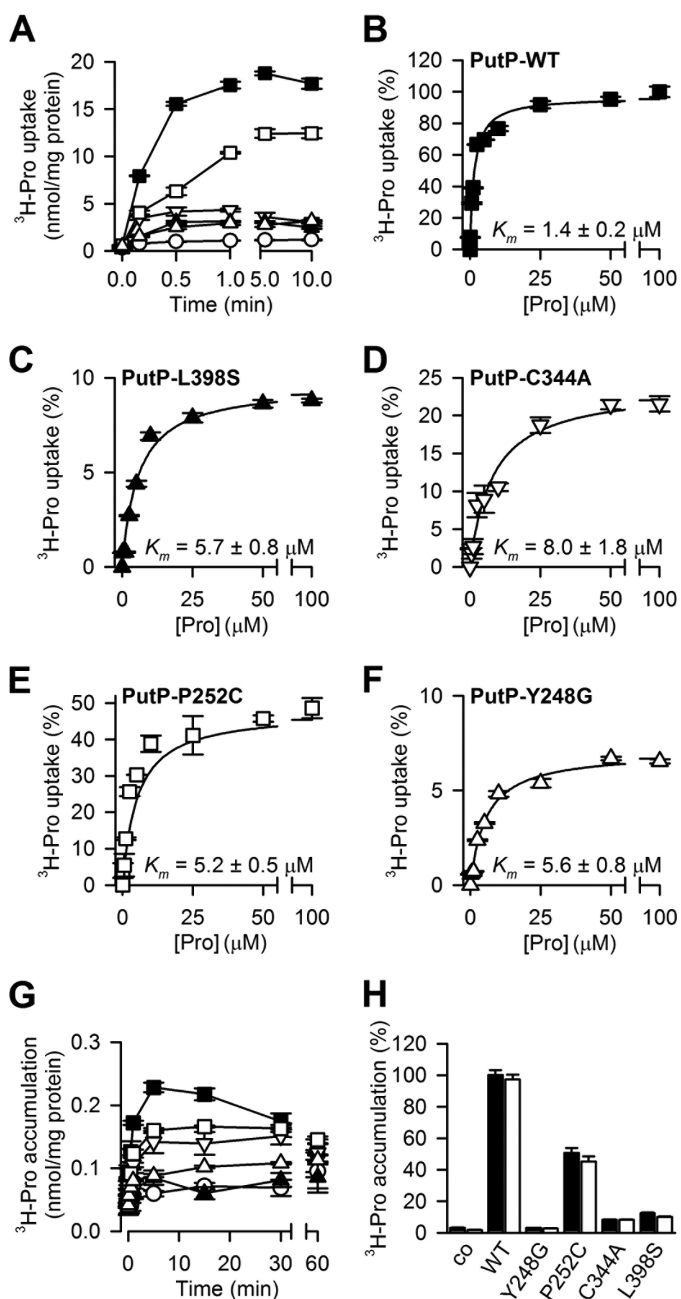 A
³H-Pro uptake
(nmol/mg protein)
20
15
10
5
0
0.0 0.5 1.0 5.0 10.0
Time (min)
B
PutP-WT
³H-Pro uptake (%)
120
100
80
60
40
20
0
Km = 1.4 ± 0.2 µM
0 25 50 100
[Pro] (µM)
C
PutP-L398S
³H-Pro uptake (%)
10
5
0
Km = 5.7 ± 0.8 µM
0 25 50 100
[Pro] (µM)
D
PutP-C344A
³H-Pro uptake (%)
25
20
15
10
5
0
Km = 8.0 ± 1.8 µM
0 25 50 100
[Pro] (µM)
E
PutP-P252C
³H-Pro uptake (%)
50
40
30
20
10
0
Km = 5.2 ± 0.5 µM
0 25 50 100
[Pro] (µM)
F
PutP-Y248G
³H-Pro uptake (%)
10
5
0
Km = 5.6 ± 0.8 µM
0 25 50 100
[Pro] (µM)
G
³H-Pro accumulation
(nmol/mg protein)
0.3
0.2
0.1
0.0
0 10 20 30 60
Time (min)
H
³H-Pro accumulation (%)
120
100
80
60
40
20
0
co WT Y248G P252C C344A L398S